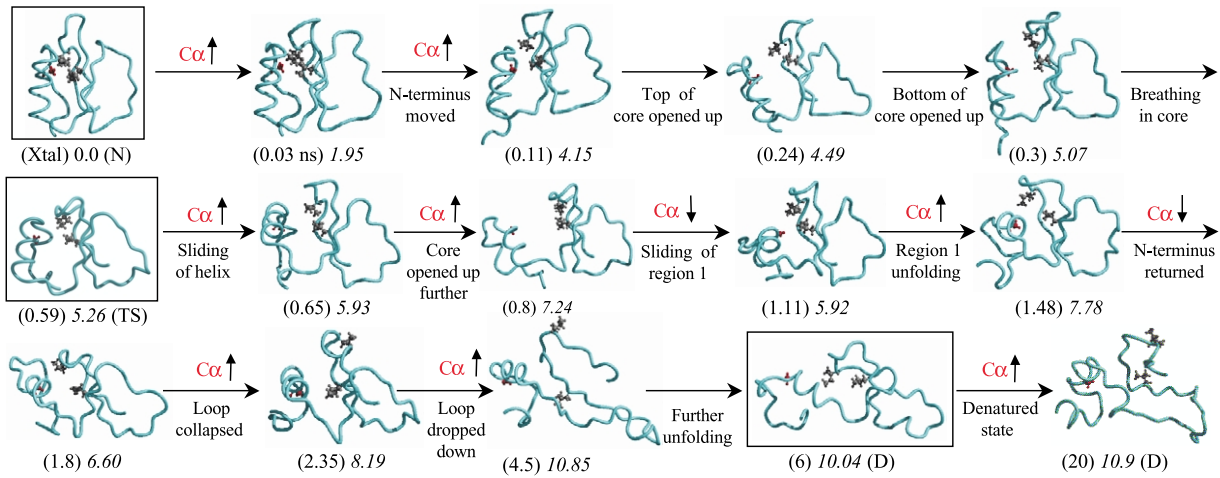 Cα
Cα
N-terminus
moved
Top of
core opened up
Bottom of
core opened up
Breathing
in core
(Xtal) 0.0 (N)
(0.03 ns) 1.95
(0.11) 4.15
(0.24) 4.49
(0.3) 5.07
Cα
Sliding
of helix
Cα
Core
opened up
further
Cα
Sliding of
region 1
Cα
Region 1
unfolding
Cα
N-terminus
returned
(0.59) 5.26 (TS)
(0.65) 5.93
(0.8) 7.24
(1.11) 5.92
(1.48) 7.78
Cα
Loop
collapsed
Cα
Loop
dropped
down
Further
unfolding
Cα
Denatured
state
(1.8) 6.60
(2.35) 8.19
(4.5) 10.85
(6) 10.04 (D)
(20) 10.9 (D)